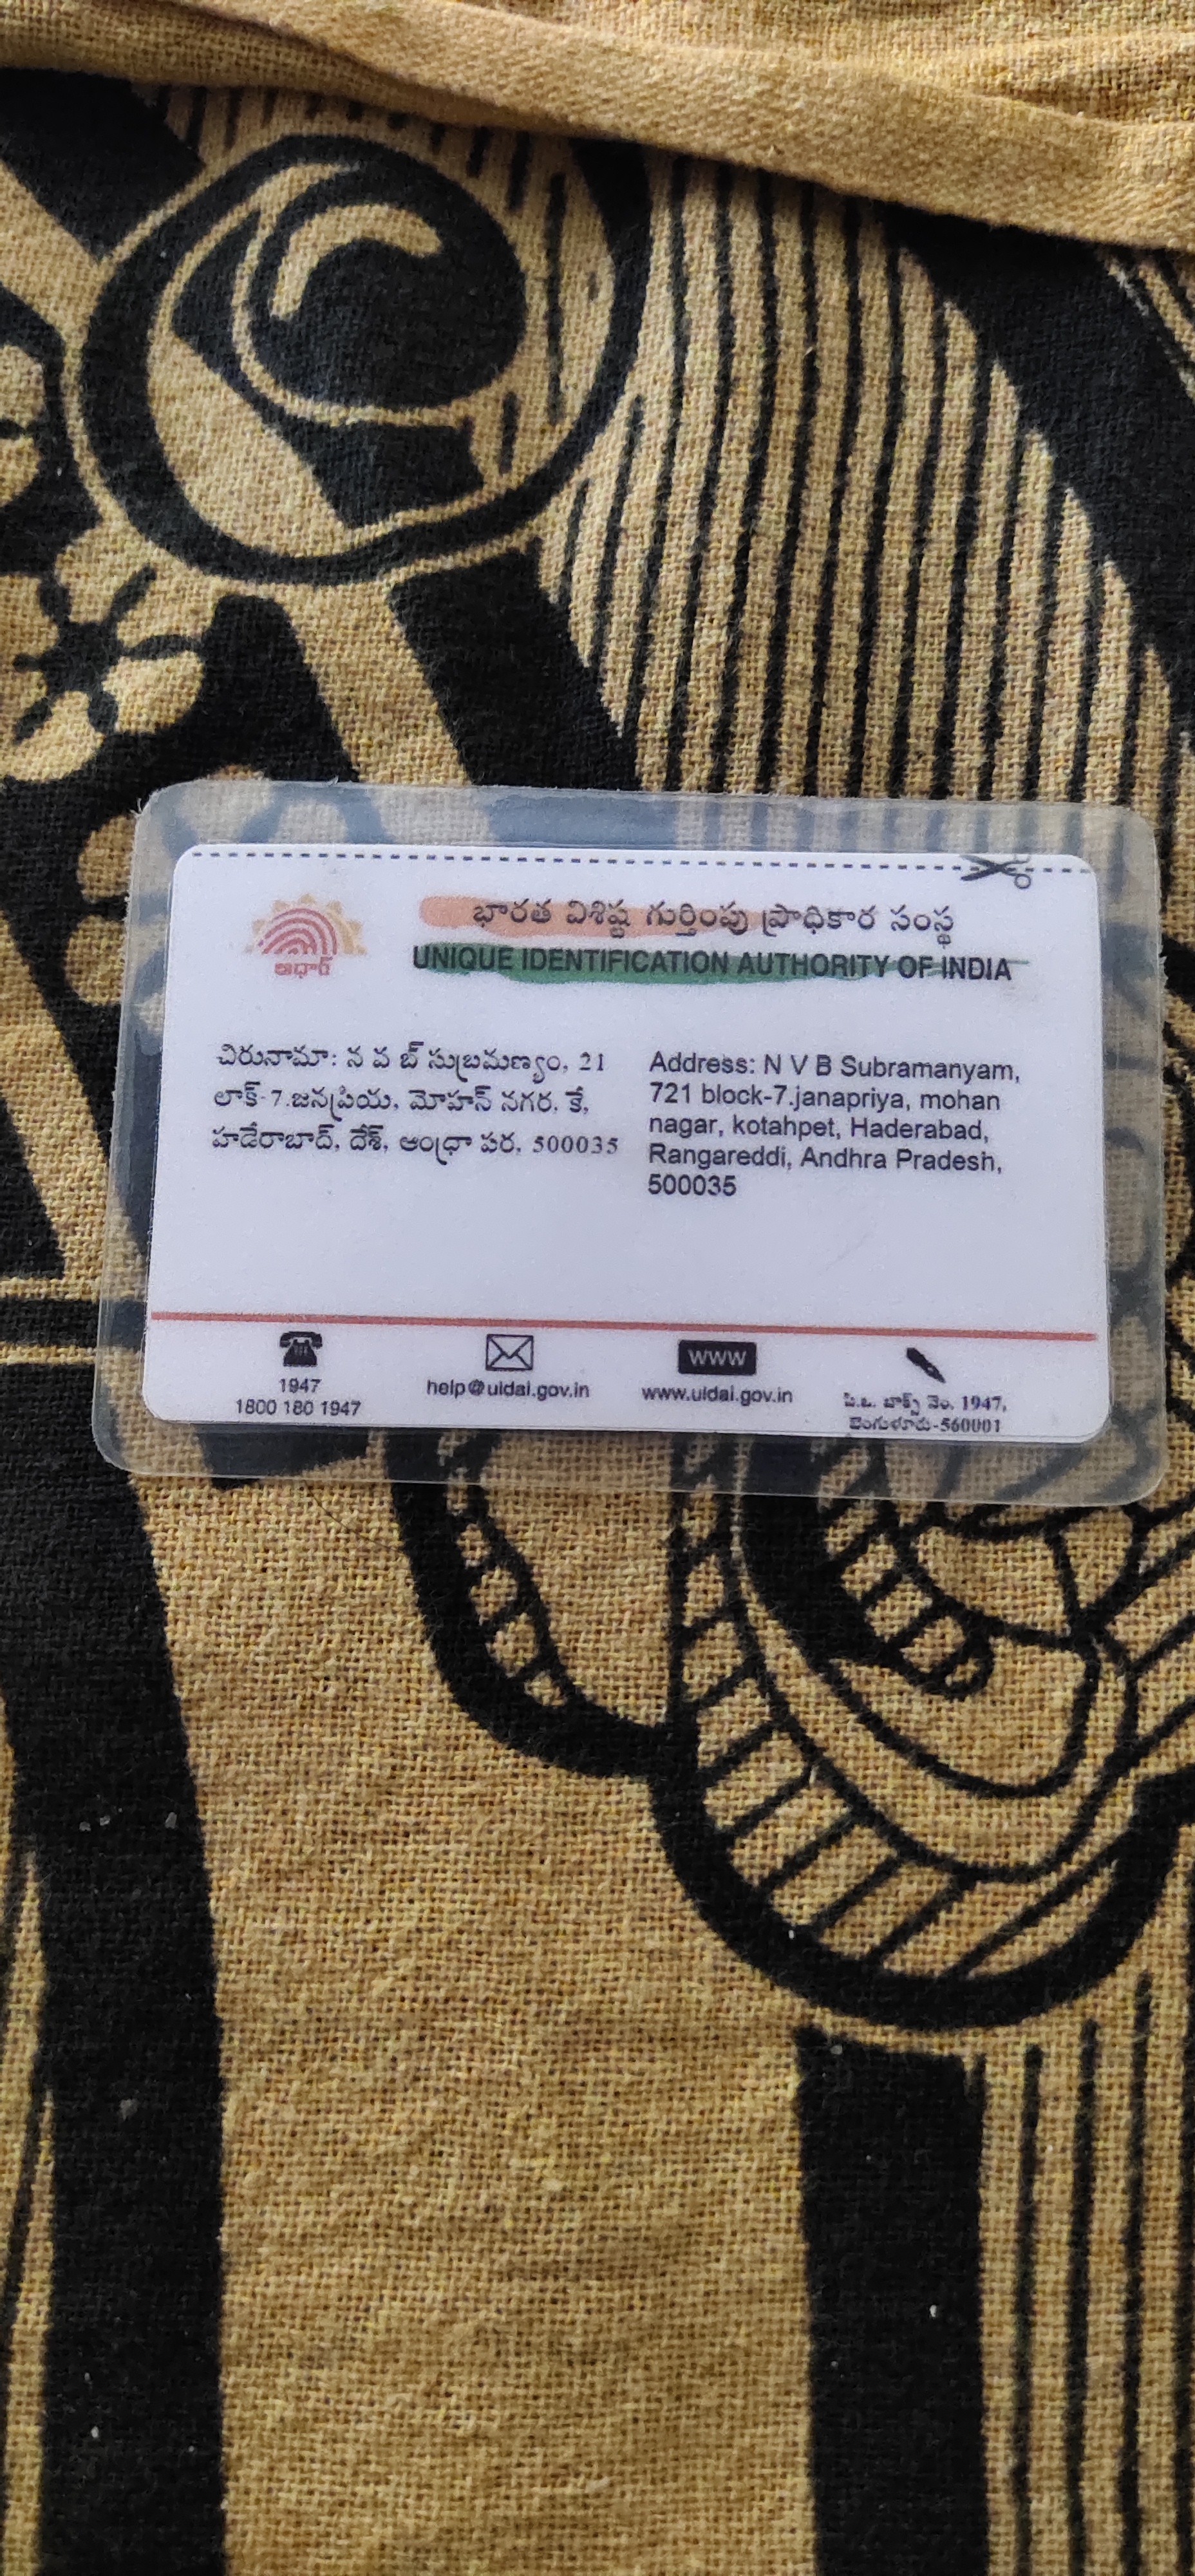 భారత విశిష్ట గుర్తింపు ప్రాధికార సంస్థ
UNIQUE IDENTIFICATION AUTHORITY OF INDIA
ఆధార్
చిరునామా: న వ బ్ సుబ్రమణ్యం, 21
లాక్-7.జనప్రియ, మోహన్ నగర, కే,
హడేరాబాద్, దేశ్, ఆంధ్రా పర, 500035
Address: N V B Subramanyam,
721 block-7.janapriya, mohan
nagar, kotahpet, Haderabad,
Rangareddi, Andhra Pradesh,
500035
1947
1800 180 1947
help@uidai.gov.in
www
www.uidai.gov.in
పి.ఒ. బాక్స్ నెం. 1947,
బెంగుళూరు-560001